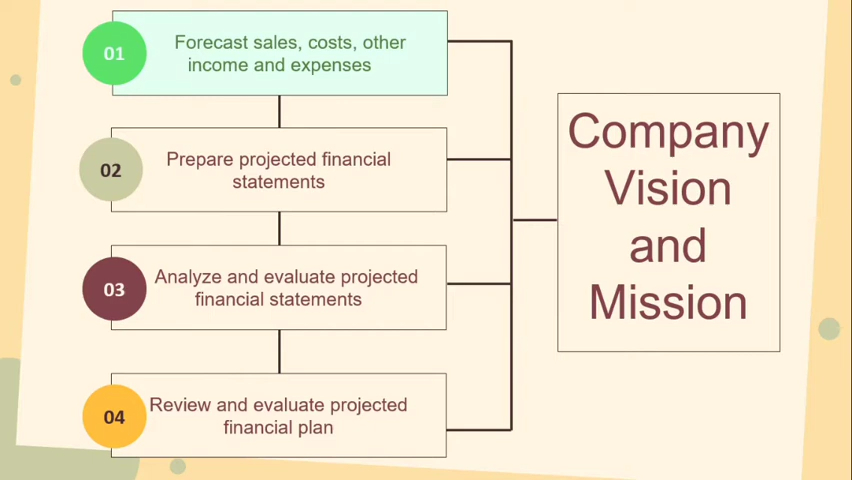 01
Forecast sales, costs, other
income and expenses
02
Prepare projected financial
statements
03
Analyze and evaluate projected
financial statements
04
Review and evaluate projected
financial plan
Company
Vision
and
Mission